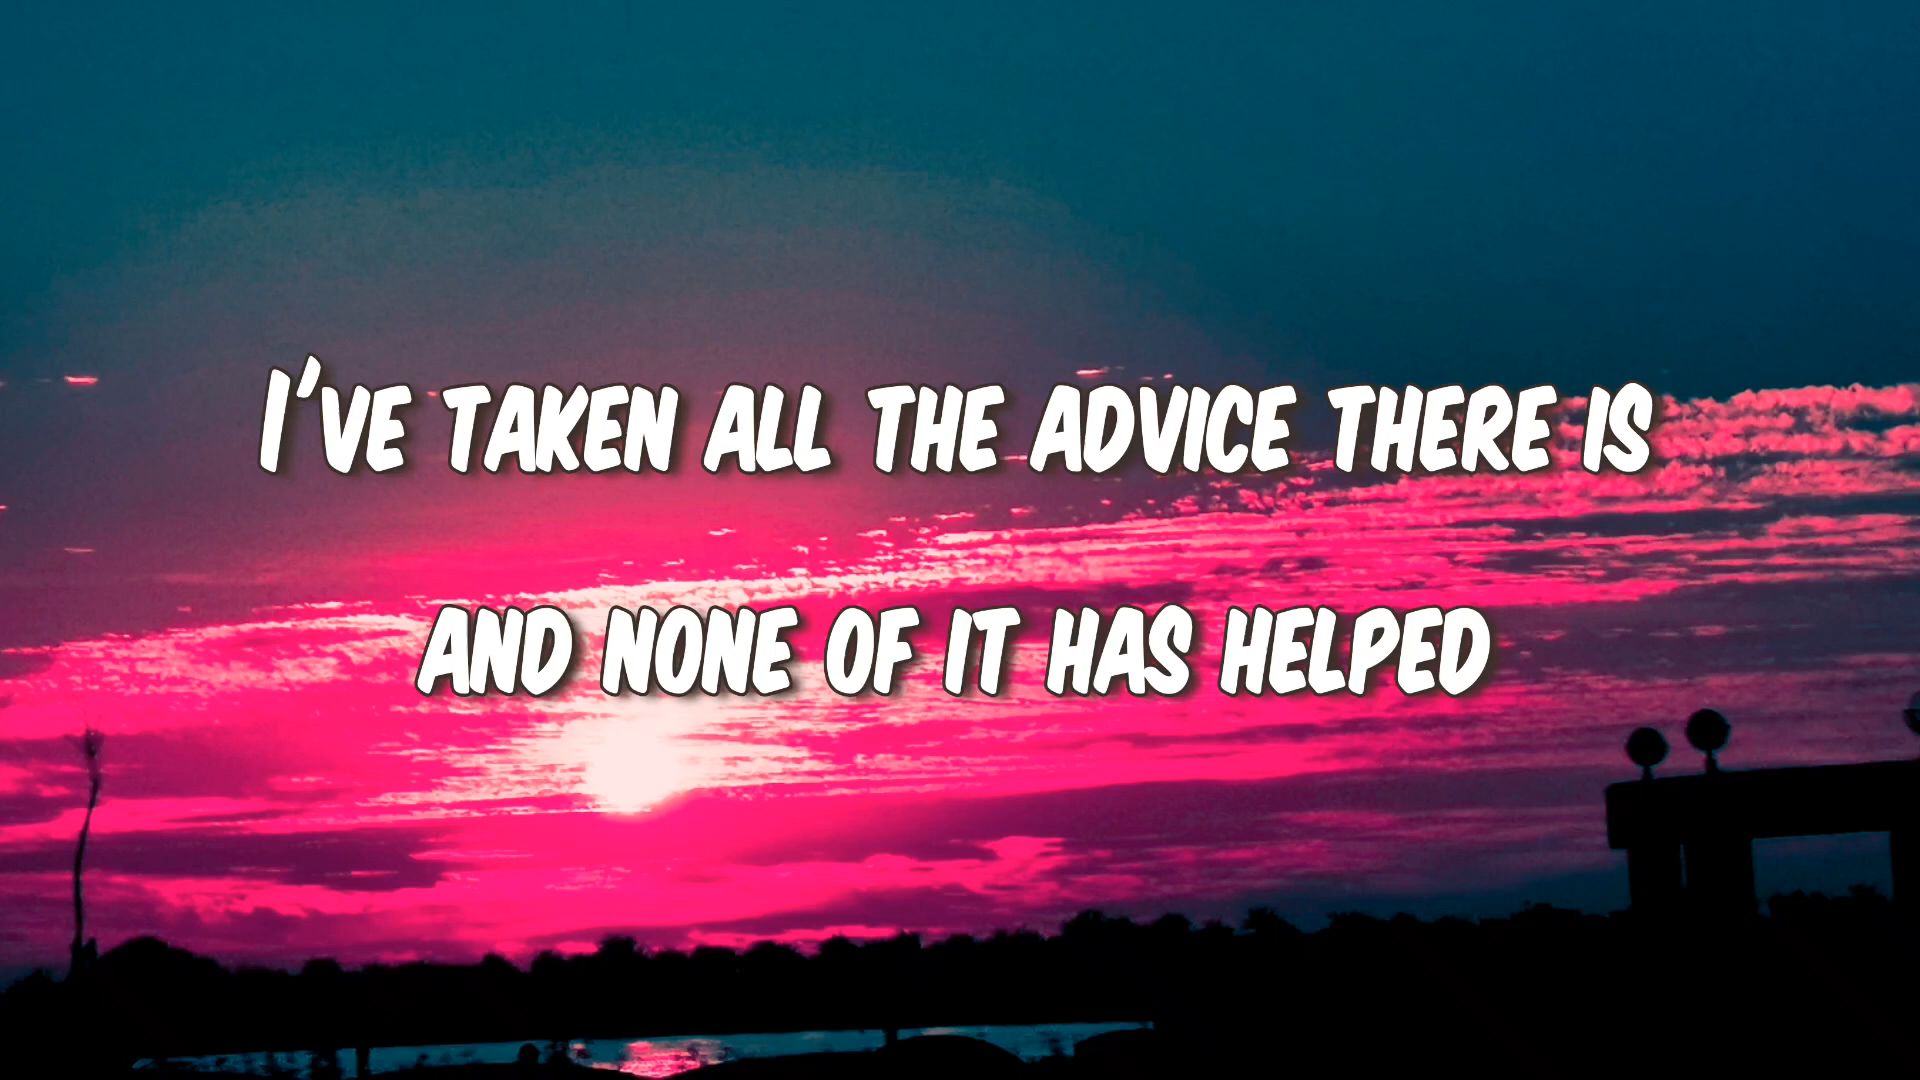 I've taken all the advice there is
and none of it has helped